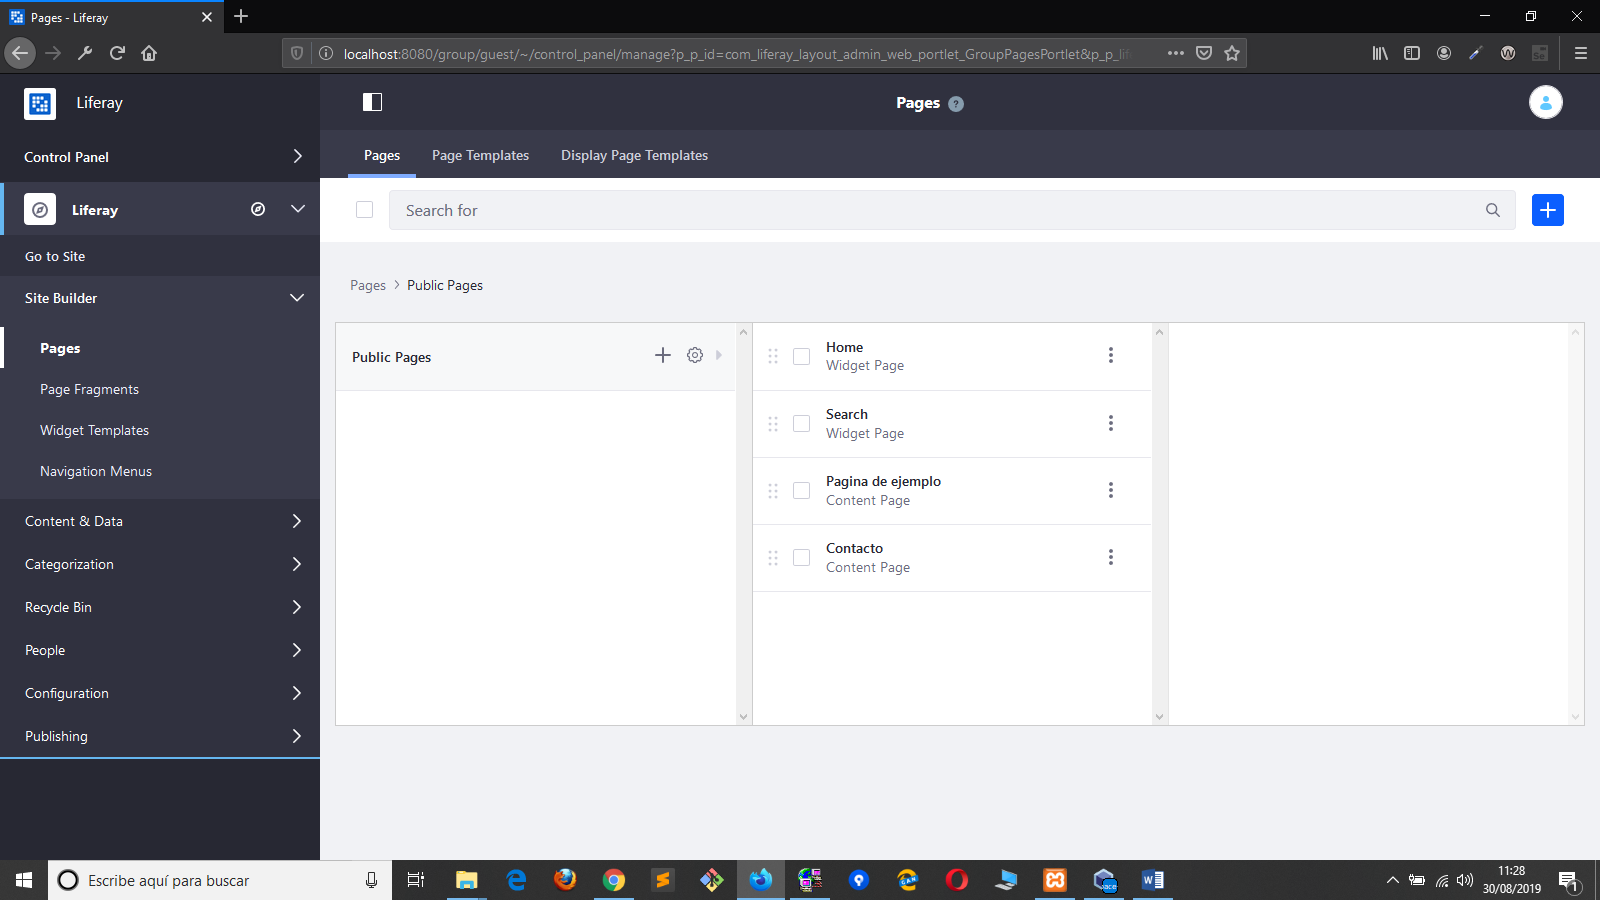 Pages - Liferay
localhost:8080/group/guest/~/control_panel/manage?p_p_id=com_liferay_layout_admin_web_portlet_GroupPagesPortlet&p_p_lif
Liferay
Pages ?
Control Panel
Pages
Page Templates
Display Page Templates
Liferay
Search for
Go to Site
Site Builder
Pages
Page Fragments
Widget Templates
Navigation Menus
Content & Data
Categorization
Recycle Bin
People
Configuration
Publishing
Pages > Public Pages
Public Pages
Home
Widget Page
Search
Widget Page
Pagina de ejemplo
Content Page
Contacto
Content Page
Escribe aquí para buscar
11:28
30/08/2019
1